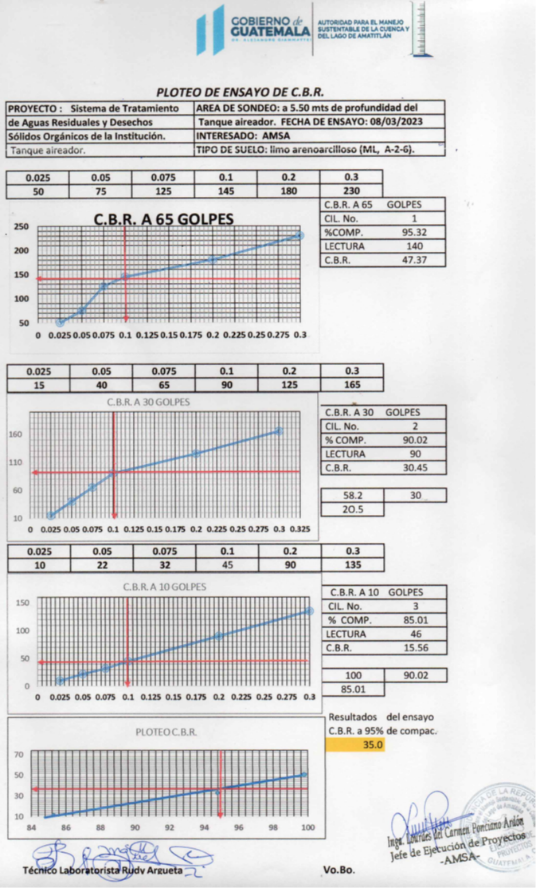 GOBIERNO de
GUATEMALA
DR. ALEJANDRO GIAMMATTEI
AUTORIDAD PARA EL MANEJO
SUSTENTABLE DE LA CUENCA Y
DEL LAGO DE AMATITLÁN
PLOTEO DE ENSAYO DE C.B.R.
PROYECTO : Sistema de Tratamiento
de Aguas Residuales y Desechos
Sólidos Orgánicos de la Institución.
Tanque aireador.
AREA DE SONDEO: a 5.50 mts de profundidad del
Tanque aireador. FECHA DE ENSAYO: 08/03/2023
INTERESADO: AMSA
TIPO DE SUELO: limo arenoarcilloso (ML, A-2-6).
0.025 0.05 0.075 0.1 0.2 0.3
50 75 125 145 180 230
C.B.R. A 65 GOLPES
CIL. No. 1
%COMP. 95.32
LECTURA 140
C.B.R. 47.37
C.B.R. A 65 GOLPES
250
200
150
100
50
0 0.025 0.05 0.075 0.1 0.125 0.15 0.175 0.2 0.225 0.25 0.275 0.3
0.025 0.05 0.075 0.1 0.2 0.3
15 40 65 90 125 165
C.B.R. A 30 GOLPES
160
110
60
10
0 0.025 0.05 0.075 0.1 0.125 0.15 0.175 0.2 0.225 0.25 0.275 0.3 0.325
C.B.R. A 30 GOLPES
CIL. No. 2
% COMP. 90.02
LECTURA 90
C.B.R. 30.45
58.2 30
20.5
0.025 0.05 0.075 0.1 0.2 0.3
10 22 32 45 90 135
C.B.R. A 10 GOLPES
150
100
50
0
0 0.025 0.05 0.075 0.1 0.125 0.15 0.175 0.2 0.225 0.25 0.275 0.3
C.B.R. A 10 GOLPES
CIL. No. 3
% COMP. 85.01
LECTURA 46
C.B.R. 15.56
100 90.02
85.01
Resultados del ensayo
C.B.R. a 95% de compac.
35.0
PLOTEO C.B.R.
70
50
30
10
84 86 88 90 92 94 96 98 100
Técnico Laboratorista Rudy Argueta
Vo.Bo.
Inga. Lourdes del Carmen Ponciano Ardón
Jefe de Ejecución de Proyectos
-AMSA-